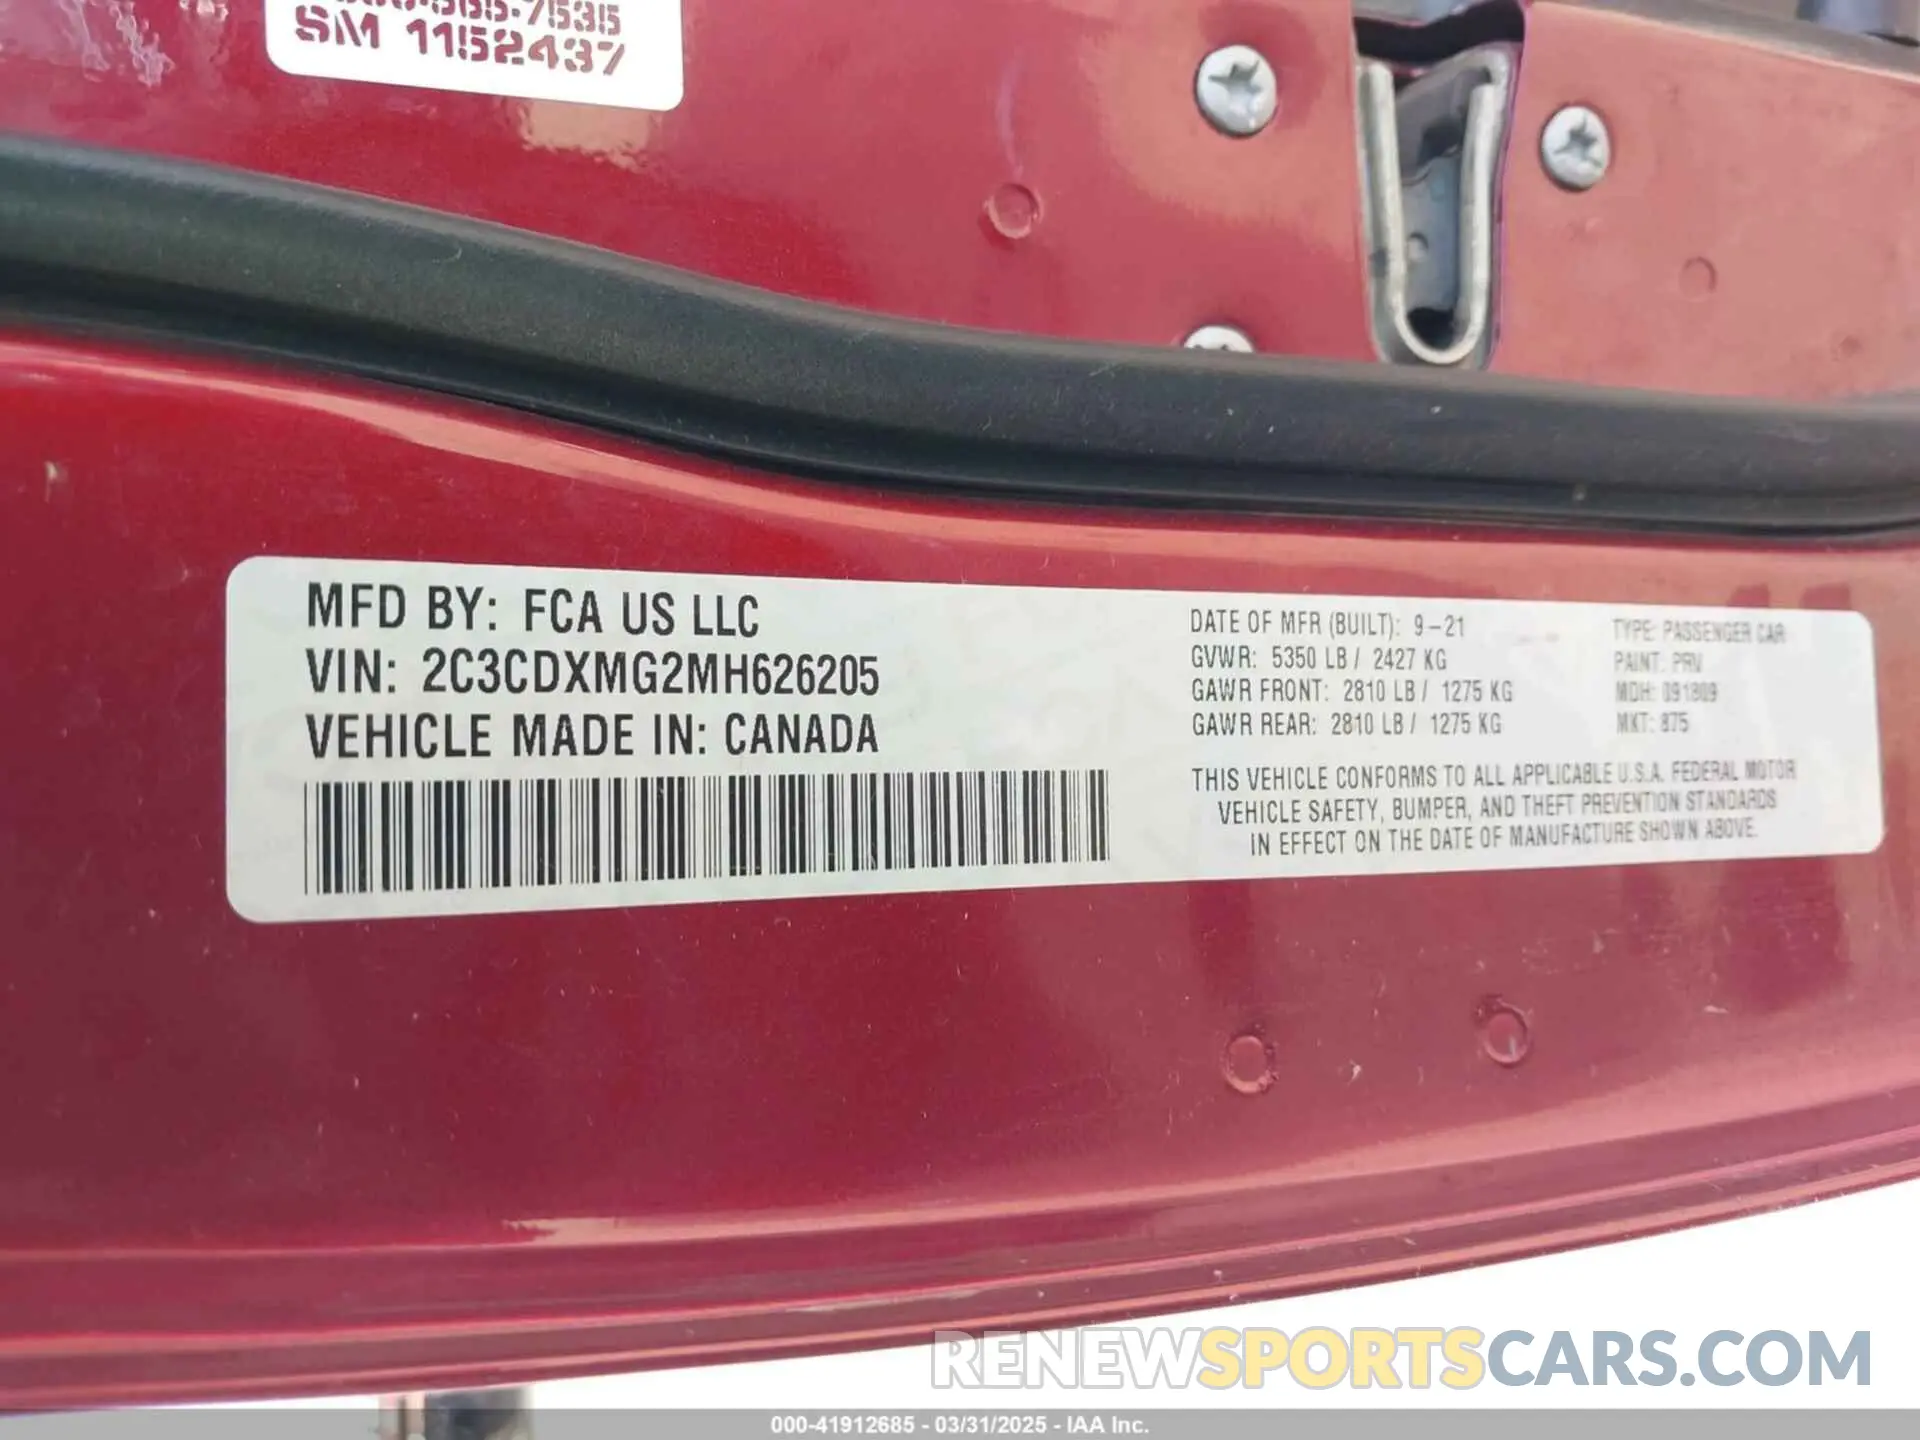 565-7535
SM 1152437
MFD BY: FCA US LLC
VIN: 2C3CDXMG2MH626205
VEHICLE MADE IN: CANADA
DATE OF MFR (BUILT): 9-21
GVWR: 5350 LB / 2427 KG
GAWR FRONT: 2810 LB / 1275 KG
GAWR REAR: 2810 LB / 1275 KG
TYPE: PASSENGER CAR
PAINT: PRV
MDH: 091809
MKT: 875
THIS VEHICLE CONFORMS TO ALL APPLICABLE U.S.A. FEDERAL MOTOR
VEHICLE SAFETY, BUMPER, AND THEFT PREVENTION STANDARDS
IN EFFECT ON THE DATE OF MANUFACTURE SHOWN ABOVE.
RENEWSPORTSCARS.COM
000-41912685 - 03/31/2025 - IAA Inc.